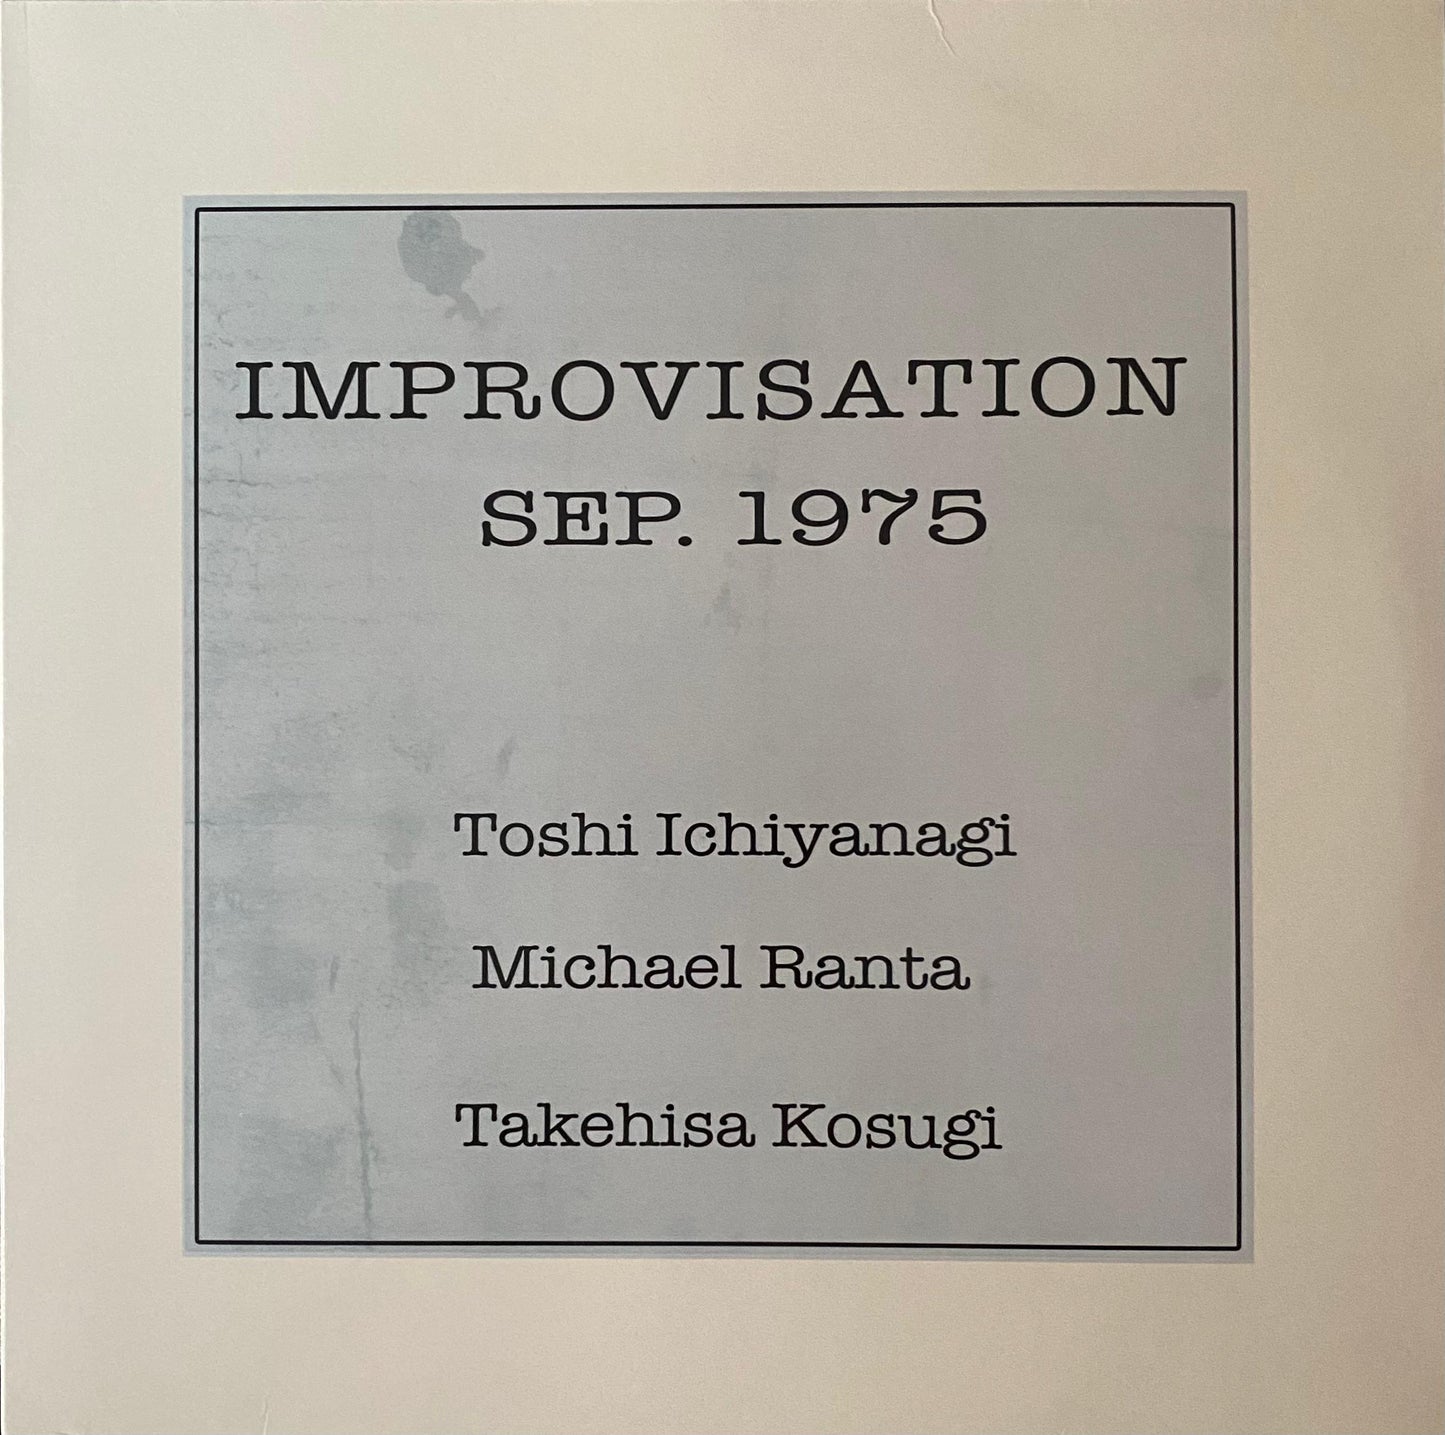 IMPROVISATION
SEP. 1975
Toshi Ichiyanagi
Michael Ranta
Takehisa Kosugi